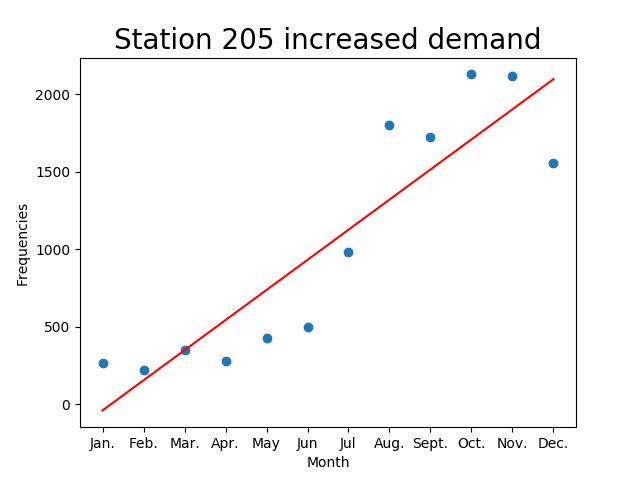 Station 205 increased demand
Frequencies
2000
1500
1000
500
0
Jan. Feb. Mar. Apr. May Jun Jul Aug. Sept. Oct. Nov. Dec.
Month